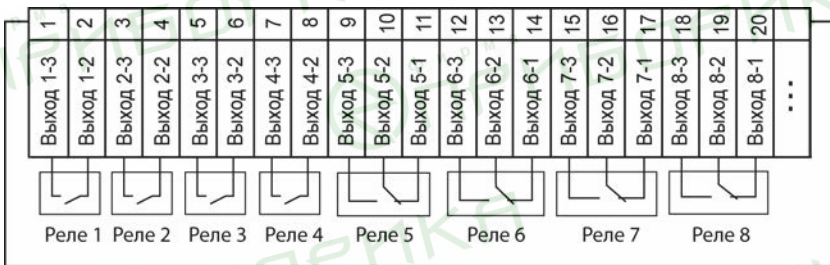 1 2 3 4 5 6 7 8 9 10 11 12 13 14 15 16 17 18 19 20
Выход 1-3 Выход 1-2 Выход 2-3 Выход 2-2 Выход 3-3 Выход 3-2 Выход 4-3 Выход 4-2 Выход 5-3 Выход 5-2 Выход 5-1 Выход 6-3 Выход 6-2 Выход 6-1 Выход 7-3 Выход 7-2 Выход 7-1 Выход 8-3 Выход 8-2 Выход 8-1 ...
Реле 1 Реле 2 Реле 3 Реле 4 Реле 5 Реле 6 Реле 7 Реле 8